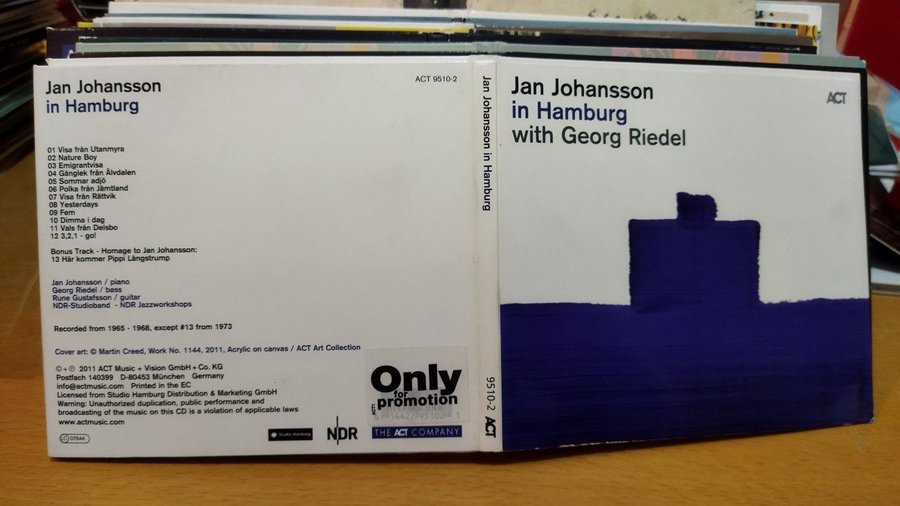 Jan Johansson
in Hamburg
ACT 9510-2
01 Visa från Utanmyra
02 Nature Boy
03 Emigrantvisa
04 Gånglek från Älvdalen
05 Sommar adjö
06 Polka från Jämtland
07 Visa från Rättvik
08 Yesterdays
09 Fem
10 Dimma i dag
11 Vals från Delsbo
12 3,2,1 - go!
Bonus Track - Homage to Jan Johansson:
13 Här kommer Pippi Långstrump
Jan Johansson / piano
Georg Riedel / bass
Rune Gustafsson / guitar
NDR-Studioband - NDR Jazzworkshops
Recorded from 1965 - 1968, except #13 from 1973
Cover art: © Martin Creed, Work No. 1144, 2011, Acrylic on canvas / ACT Art Collection
©+℗ 2011 ACT Music + Vision GmbH + Co. KG
Postfach 140399 D-80453 München Germany
info@actmusic.com Printed in the EC
Licensed from Studio Hamburg Distribution & Marketing GmbH
Warning: Unauthorized duplication, public performance and
broadcasting of the music on this CD is a violation of applicable laws
www.actmusic.com
LC 07644
Studio Hamburg
NDR
Only
for
promotion
THE ACT COMPANY
Jan Johansson in Hamburg
9510-2 ACT
Jan Johansson
in Hamburg
with Georg Riedel
ACT